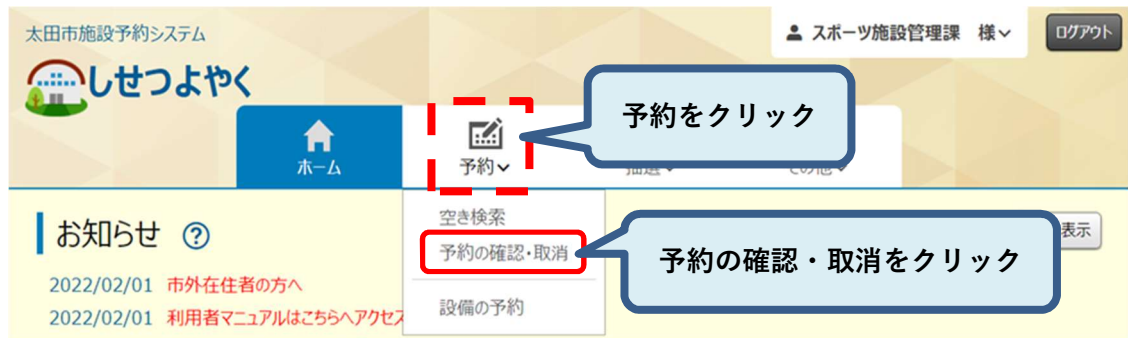 太田市施設予約システム
スポーツ施設管理課 様
ログアウト
しせつよやく
ホーム
予約
予約をクリック
お知らせ
空き検索
予約の確認・取消
設備の予約
表示
予約の確認・取消をクリック
2022/02/01 市外在住者の方へ
2022/02/01 利用者マニュアルはこちらへアクセス